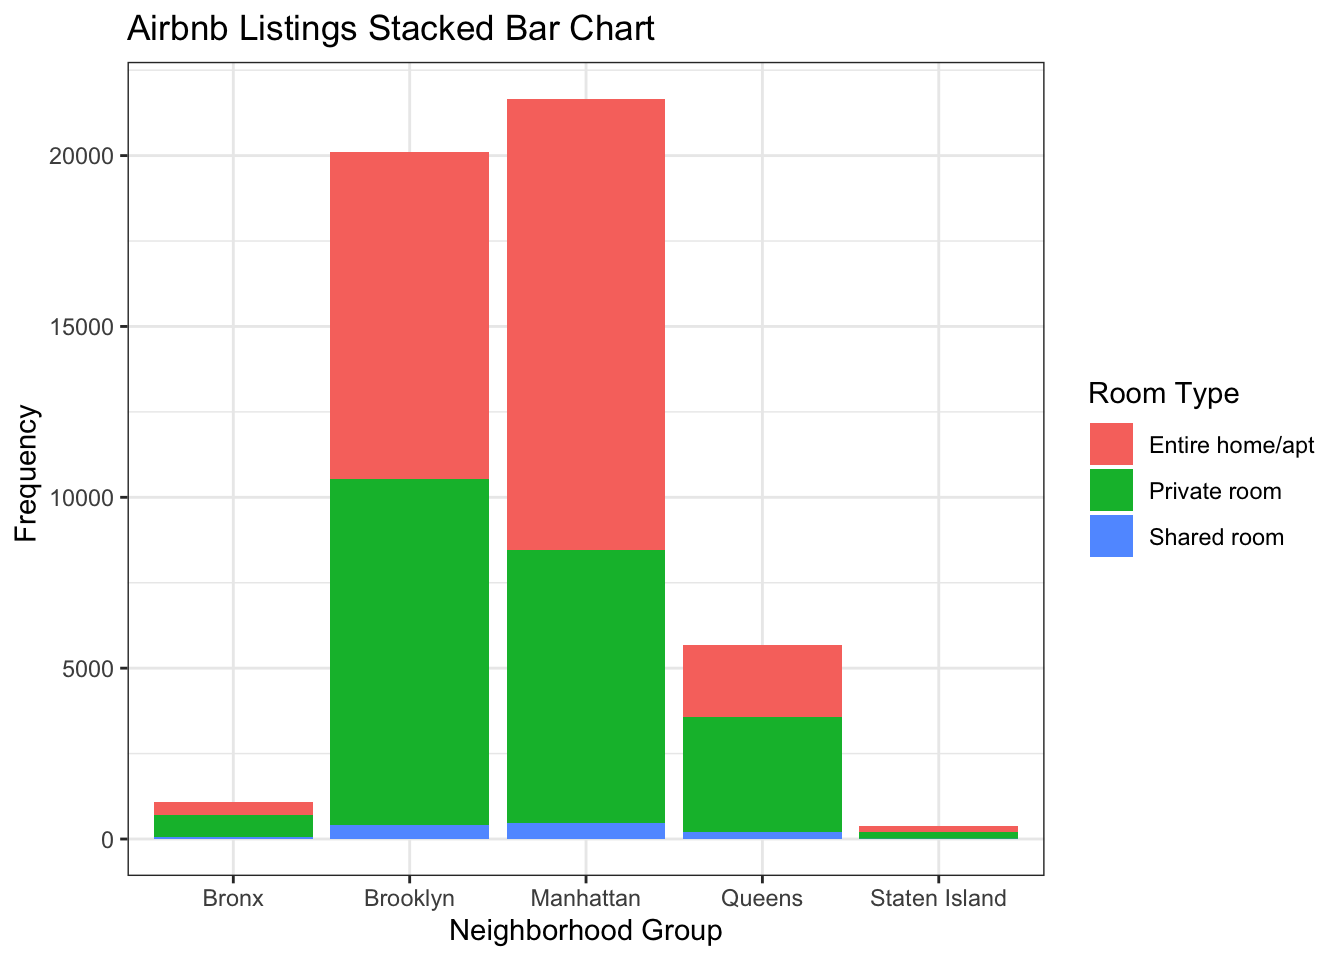 Airbnb Listings Stacked Bar Chart
20000
15000
10000
5000
0
Frequency
Bronx
Brooklyn
Manhattan
Queens
Staten Island
Neighborhood Group
Room Type
Entire home/apt
Private room
Shared room